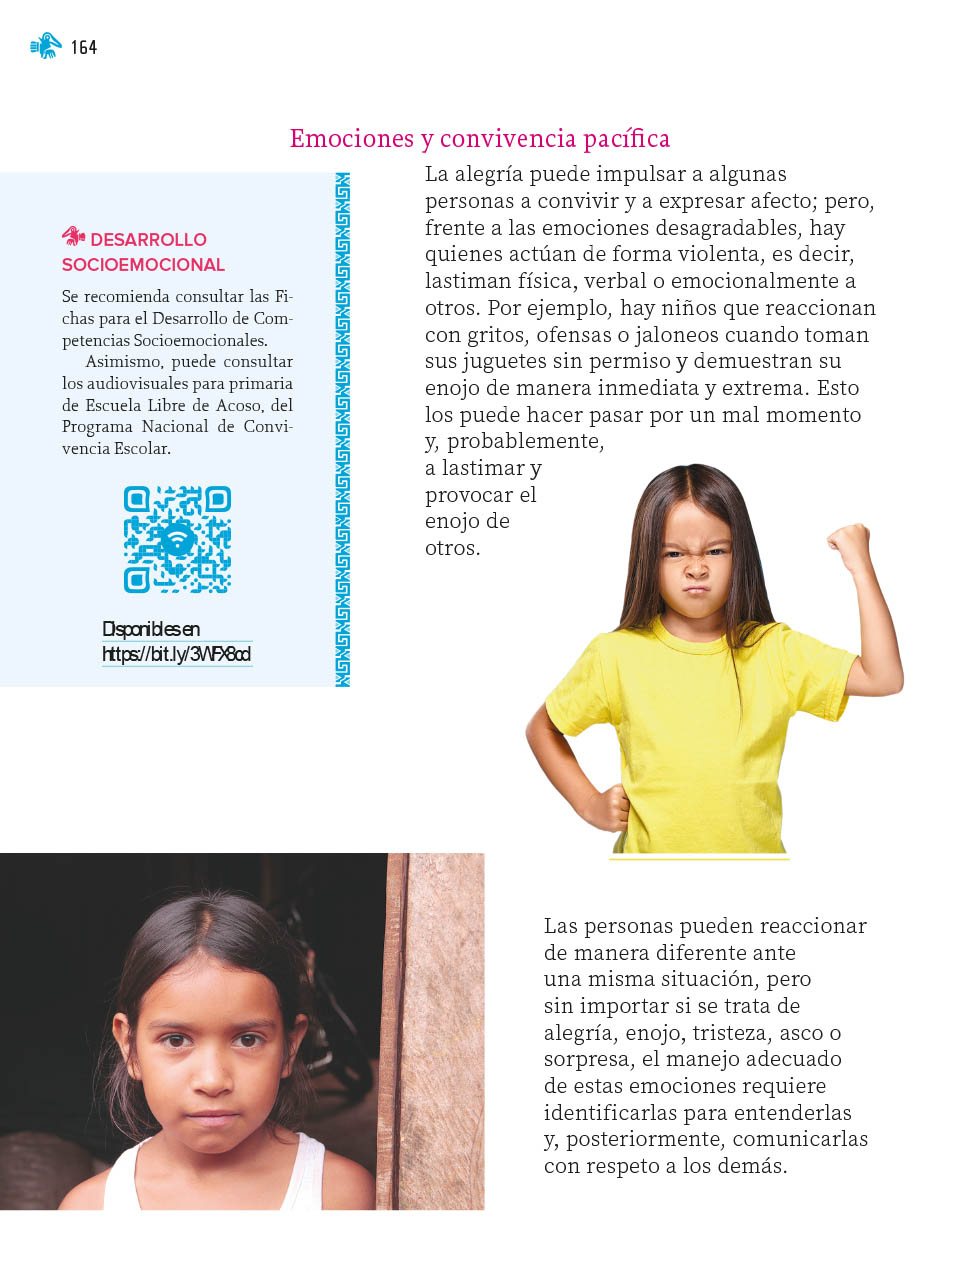 164
Emociones y convivencia pacífica
La alegría puede impulsar a algunas
personas a convivir y a expresar afecto; pero,
frente a las emociones desagradables, hay
quienes actúan de forma violenta, es decir,
lastiman física, verbal o emocionalmente a
otros. Por ejemplo, hay niños que reaccionan
con gritos, ofensas o jaloneos cuando toman
sus juguetes sin permiso y demuestran su
enojo de manera inmediata y extrema. Esto
los puede hacer pasar por un mal momento
y, probablemente,
a lastimar y
provocar el
enojo de
otros.
DESARROLLO
SOCIOEMOCIONAL
Se recomienda consultar las Fi-
chas para el Desarrollo de Com-
petencias Socioemocionales.
Asimismo, puede consultar
los audiovisuales para primaria
de Escuela Libre de Acoso, del
Programa Nacional de Convi-
vencia Escolar.
Disponibles en
https://bit.ly/3WFX8cd
Las personas pueden reaccionar
de manera diferente ante
una misma situación, pero
sin importar si se trata de
alegría, enojo, tristeza, asco o
sorpresa, el manejo adecuado
de estas emociones requiere
identificarlas para entenderlas
y, posteriormente, comunicarlas
con respeto a los demás.